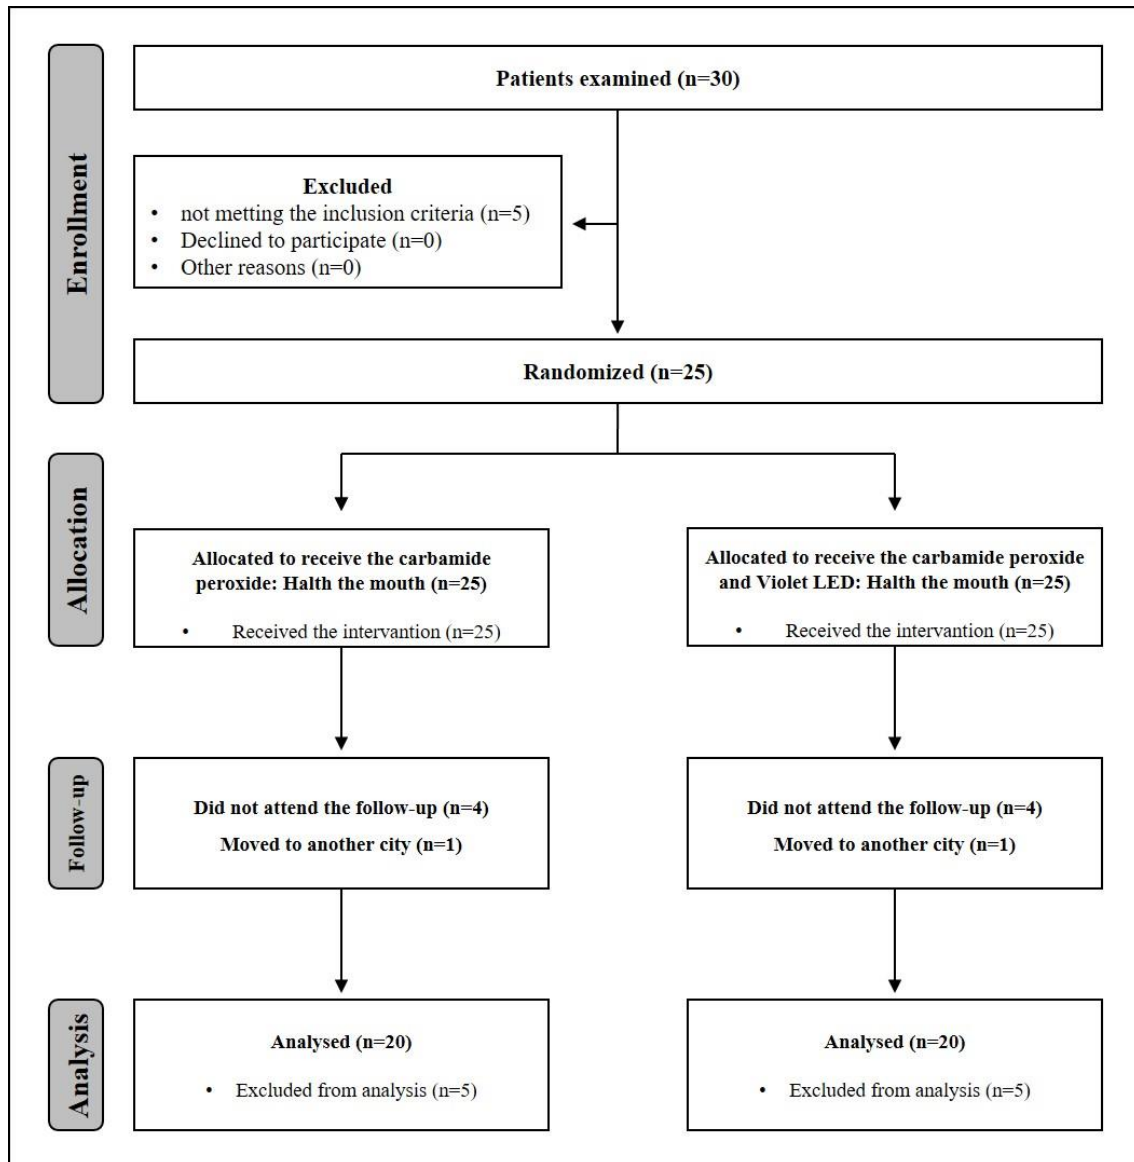 Enrollment
Patients examined (n=30)
Excluded
• not metting the inclusion criteria (n=5)
• Declined to participate (n=0)
• Other reasons (n=0)
Randomized (n=25)
Allocation
Allocated to receive the carbamide
peroxide: Halth the mouth (n=25)
• Received the intervantion (n=25)
Allocated to receive the carbamide peroxide
and Violet LED: Halth the mouth (n=25)
• Received the intervantion (n=25)
Follow-up
Did not attend the follow-up (n=4)
Moved to another city (n=1)
Did not attend the follow-up (n=4)
Moved to another city (n=1)
Analysis
Analysed (n=20)
• Excluded from analysis (n=5)
Analysed (n=20)
• Excluded from analysis (n=5)